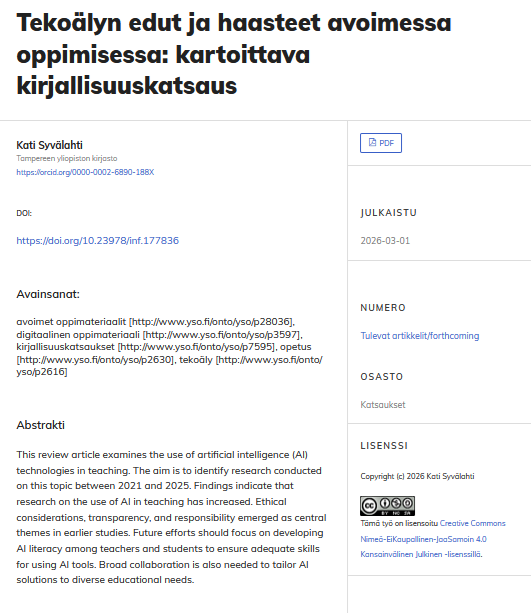 Tekoälyn edut ja haasteet avoimessa
oppimisessa: kartoittava
kirjallisuuskatsaus
Kati Syvälahti
Tampereen yliopiston kirjasto
https://orcid.org/0000-0002-6890-188X
DOI:
https://doi.org/10.23978/inf.177836
Avainsanat:
avoimet oppimateriaalit [http://www.yso.fi/onto/yso/p28036],
digitaalinen oppimateriaali [http://www.yso.fi/onto/yso/p3597],
kirjallisuuskatsaukset [http://www.yso.fi/onto/yso/p7595], opetus
[http://www.yso.fi/onto/yso/p2630], tekoäly [http://www.yso.fi/onto/
yso/p2616]
Abstrakti
This review article examines the use of artificial intelligence (AI)
technologies in teaching. The aim is to identify research conducted
on this topic between 2021 and 2025. Findings indicate that
research on the use of AI in teaching has increased. Ethical
considerations, transparency, and responsibility emerged as central
themes in earlier studies. Future efforts should focus on developing
AI literacy among teachers and students to ensure adequate skills
for using AI tools. Broad collaboration is also needed to tailor AI
solutions to diverse educational needs.
PDF
JULKAISTU
2026-03-01
NUMERO
Tulevat artikkelit/forthcoming
OSASTO
Katsaukset
LISENSSI
Copyright (c) 2026 Kati Syvälahti
CC
BY NC SA
Tämä työ on lisensoitu Creative Commons
Nimeä-EiKaupallinen-JaaSamoin 4.0
Kansainvälinen Julkinen -lisenssillä.